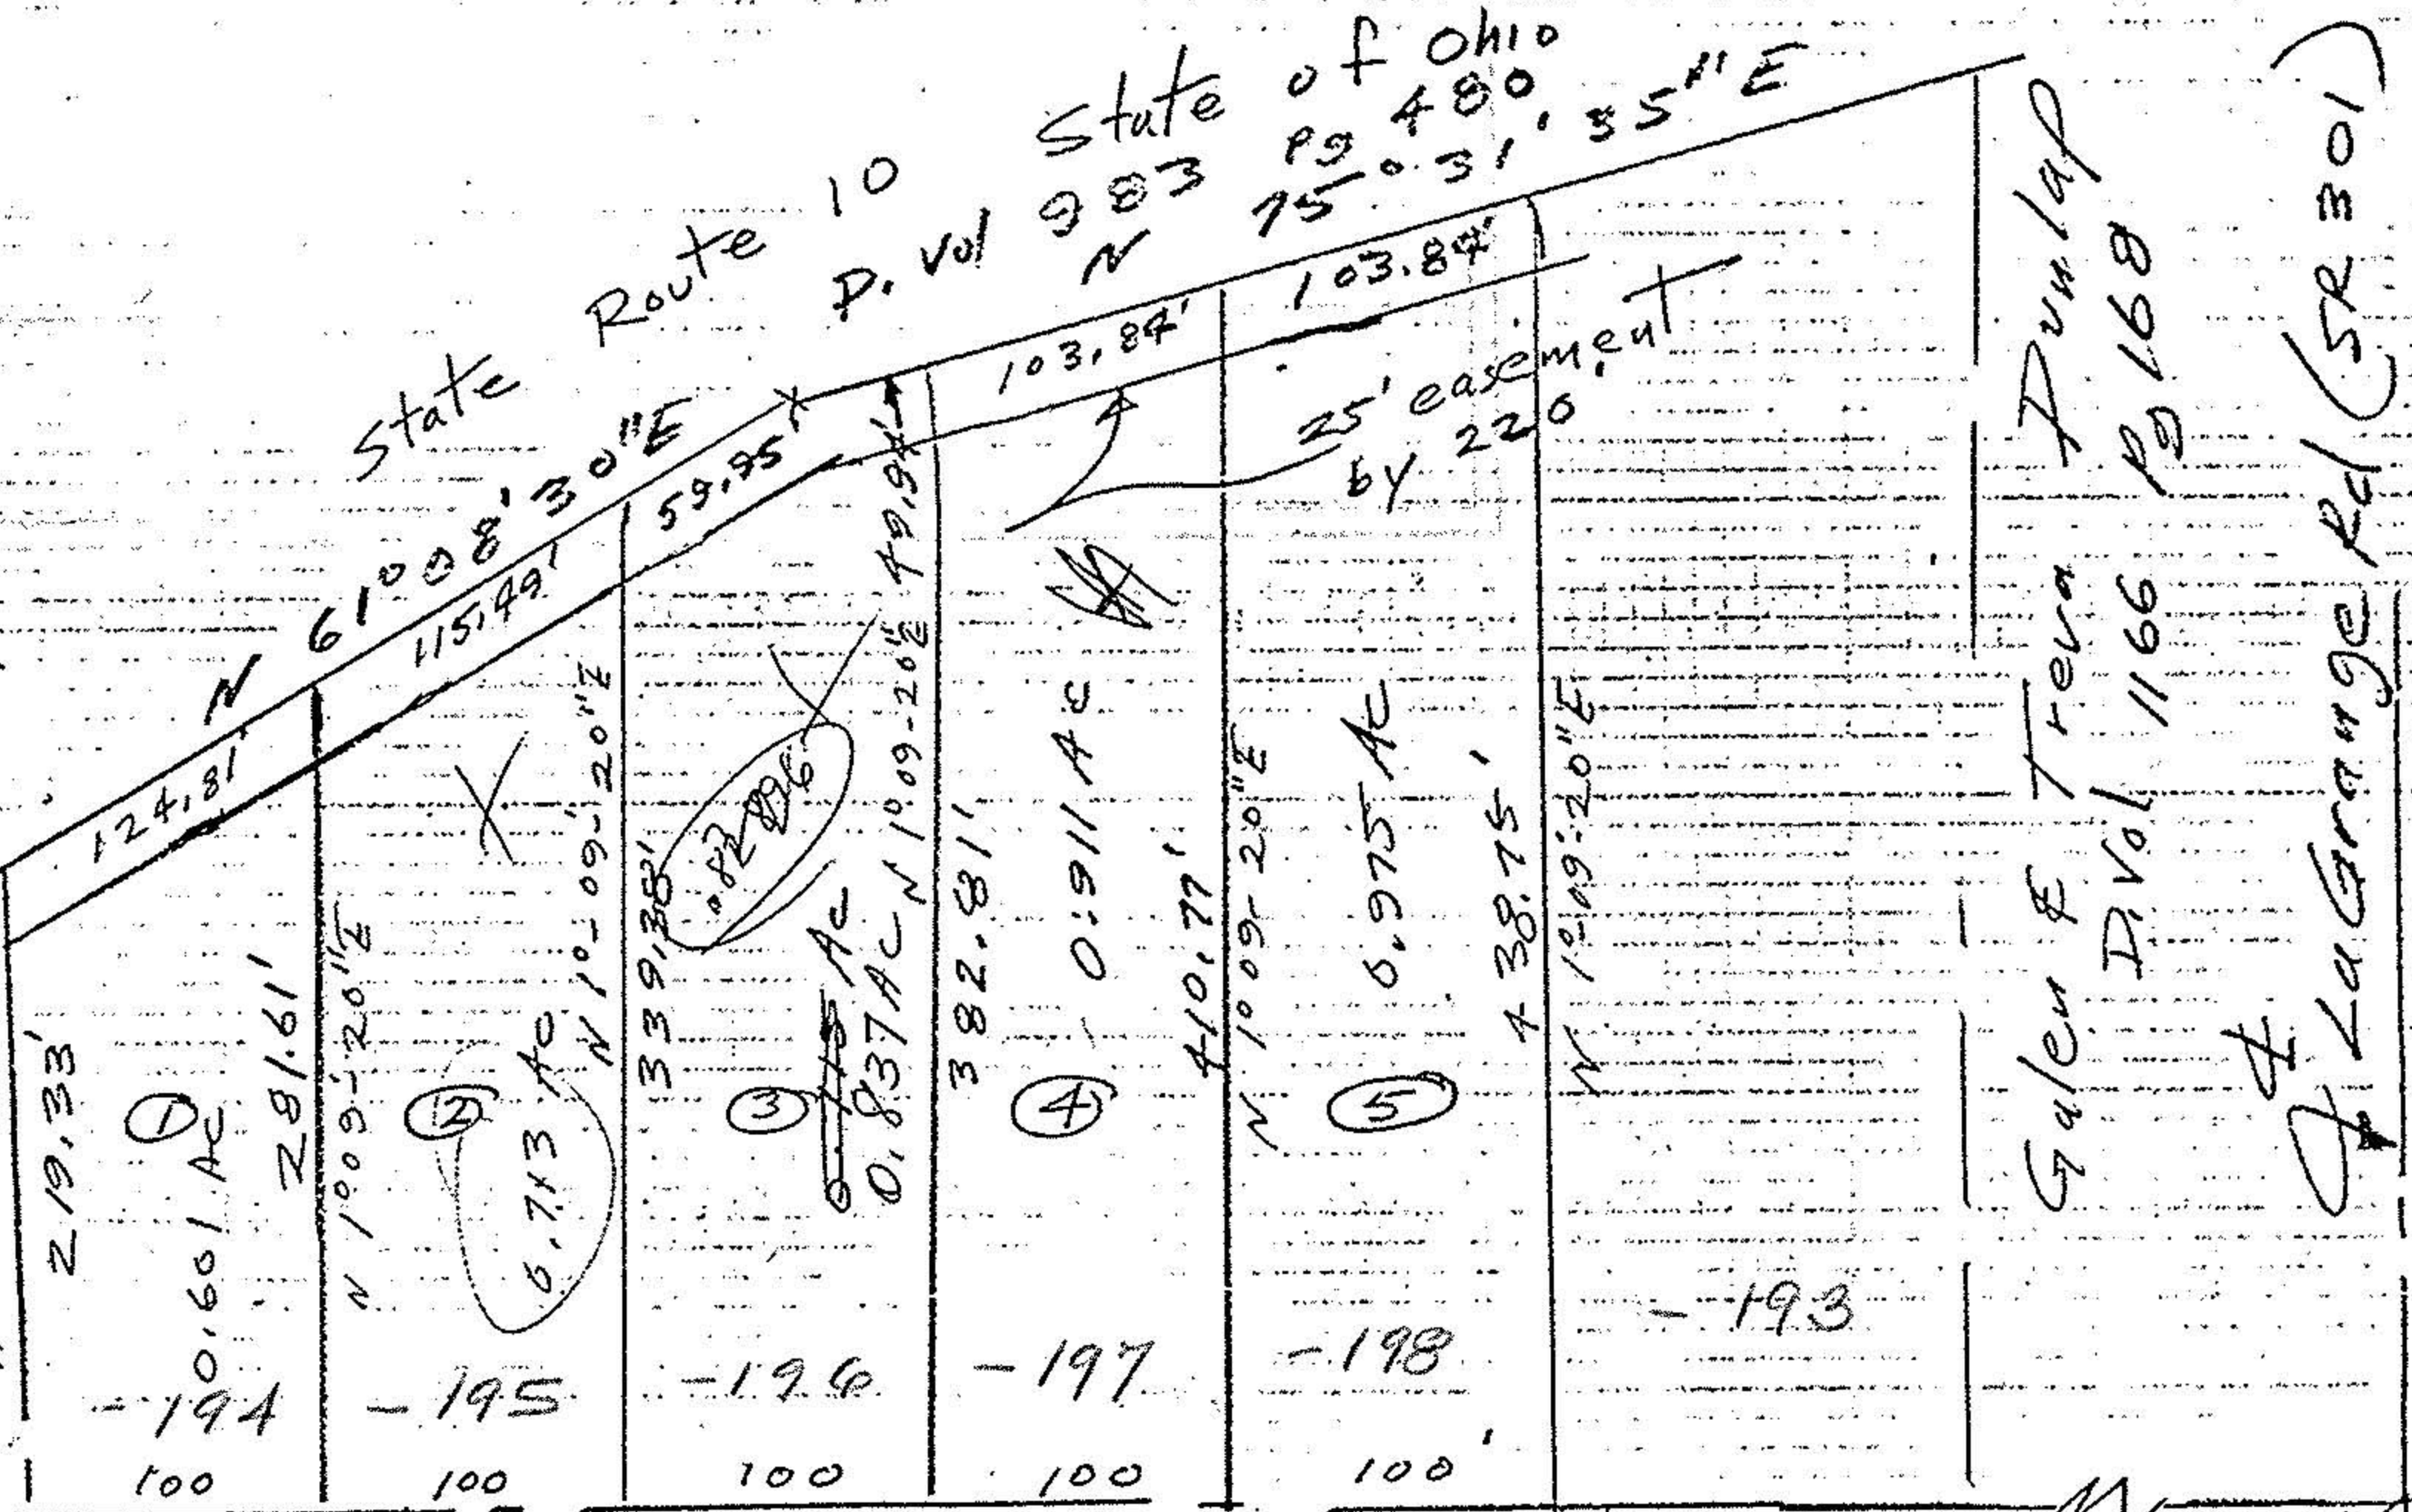 State Route 10 State of Ohio
D. Vol 983 Pg 480
N 75° 31' 35" E
N 61° 08' 30" E
124.81'
115.49'
59.95'
49.94'
103.84'
103.84'
25' easement
by 220.
219.33'
①
0.601 Ac
281.61'
N 1° 09-20" E
②
0.713 Ac
N 1°-09'-20" E
339.38'
③
Ac
0.837 Ac
N 1° 09-20" E
382.81'
④
0.911 Ac
410.77'
N 1° 09-20" E
⑤
0.975 Ac
438.75'
N 1°-09'-20" E
Galen & Treva Dunlap
D. Vol 1166 Pg 168
LaGrange Rd (SR 301)
-194
-195
-196
-197
-198
-193
100
100
100
100
100'